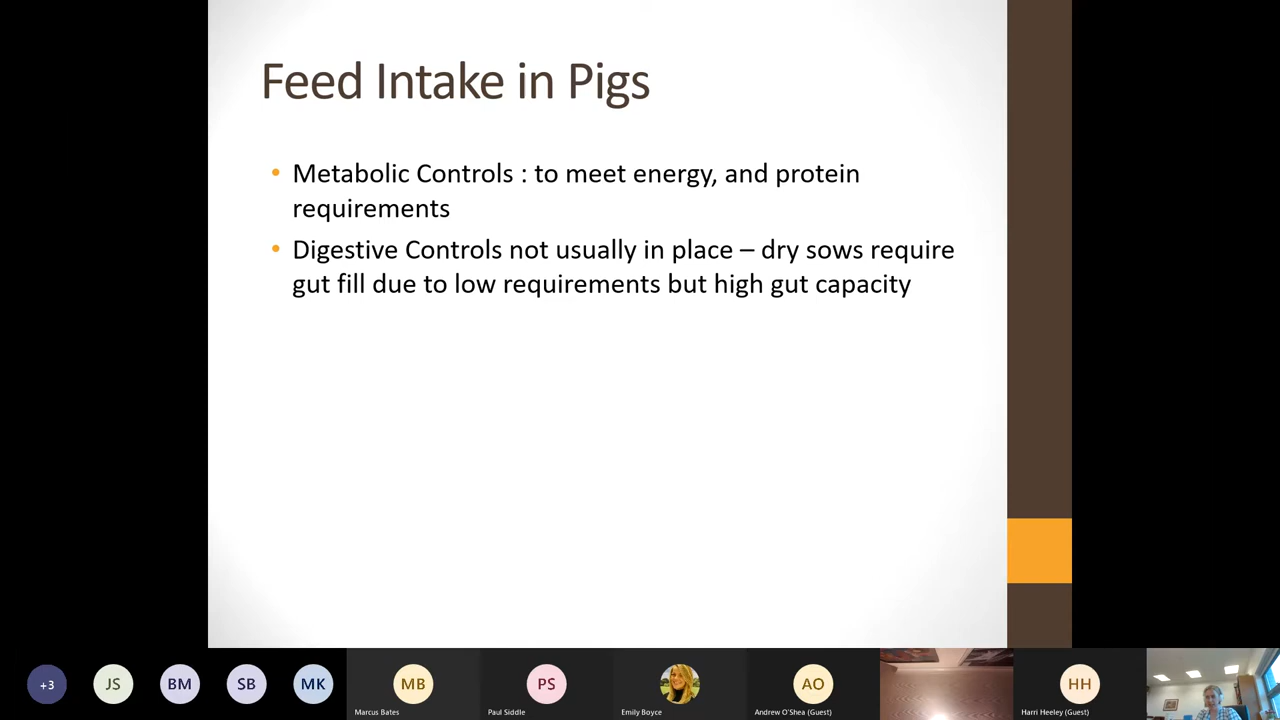 Feed Intake in Pigs
• Metabolic Controls : to meet energy, and protein
requirements
• Digestive Controls not usually in place – dry sows require
gut fill due to low requirements but high gut capacity
+3
JS
BM
SB
MK
MB
Marcus Bates
PS
Paul Siddle
Emily Boyce
AO
Andrew O'Shea (Guest)
HH
Harri Heeley (Guest)